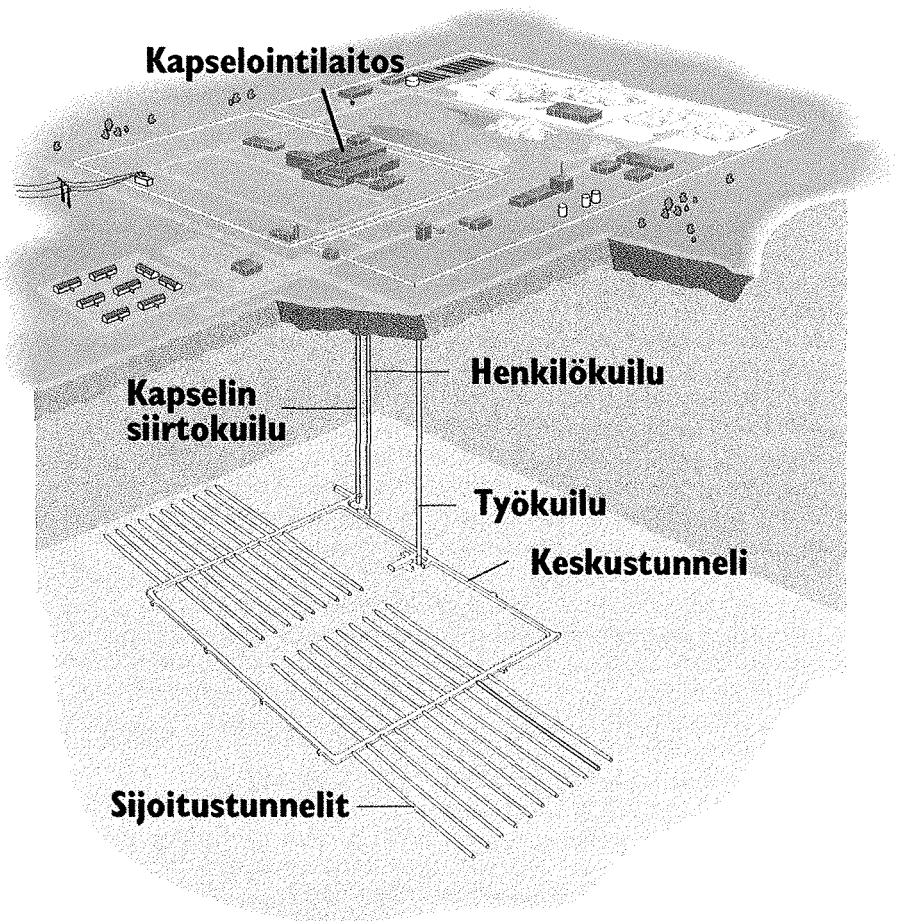 Kapselointilaitos
Henkilökuilu
Kapselin
siirtokuilu
Työkuilu
Keskustunneli
Sijoitustunnelit